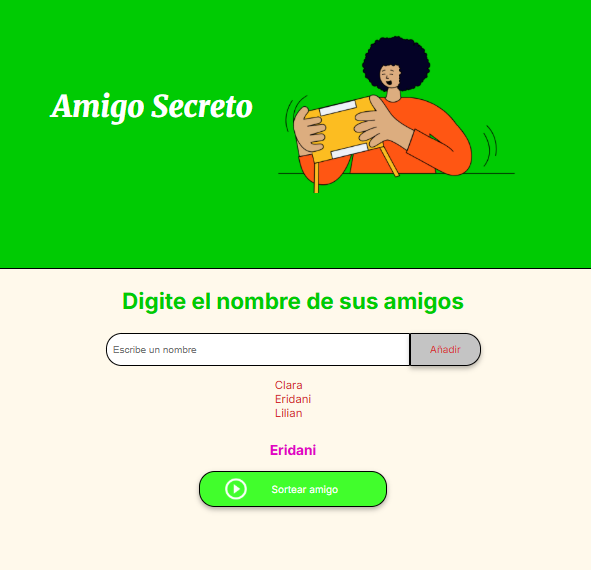 Amigo Secreto
Digite el nombre de sus amigos
Escribe un nombre
Añadir
Clara
Eridani
Lilian
Eridani
Sortear amigo